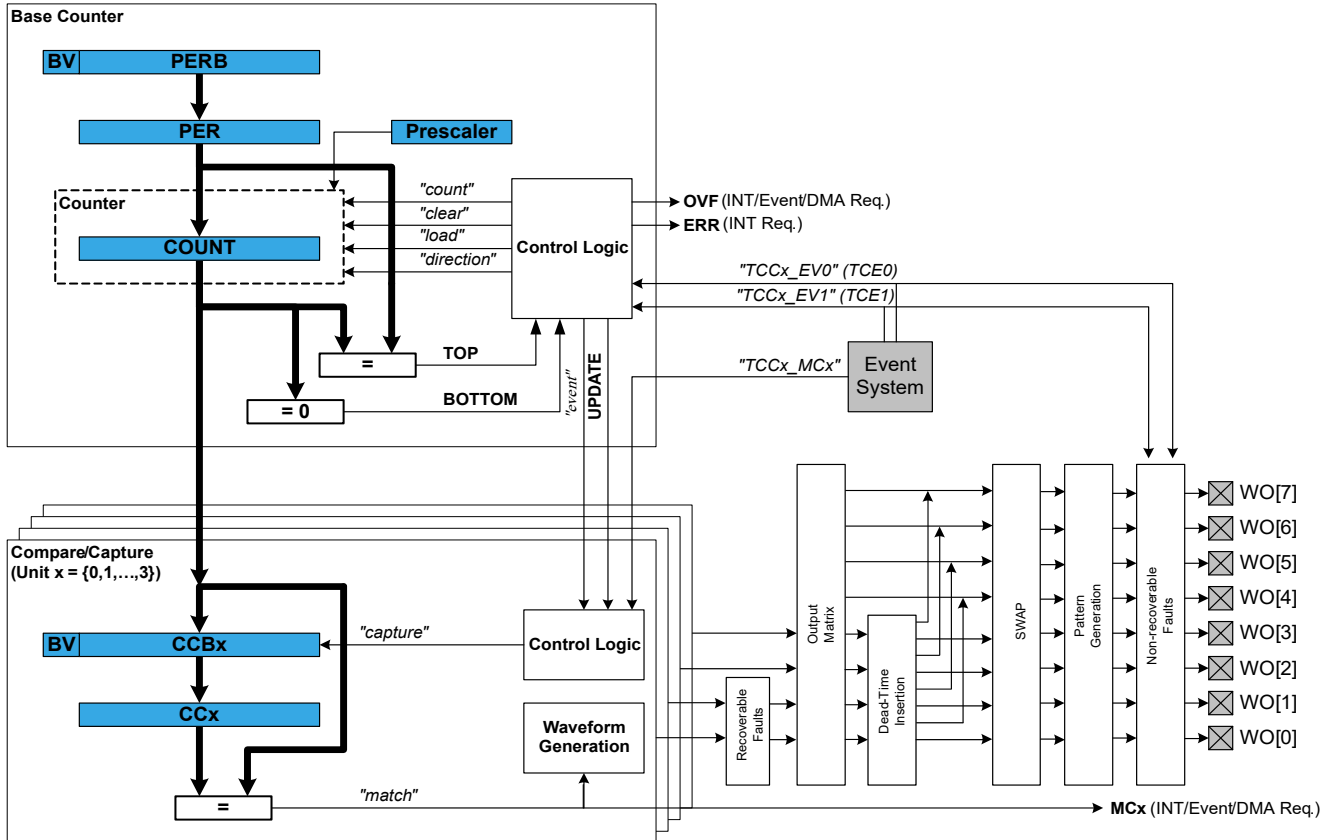 Base Counter
BV
PERB
PER
Prescaler
Counter
COUNT
"count"
"clear"
"load"
"direction"
Control Logic
OVF (INT/Event/DMA Req.)
ERR (INT Req.)
"TCCx_EV0" (TCE0)
"TCCx_EV1" (TCE1)
"TCCx_MCx"
Event
System
=
TOP
= 0
BOTTOM
"event"
UPDATE
Compare/Capture
(Unit x = {0,1,…,3})
BV
CCBx
CCx
"capture"
Control Logic
Waveform
Generation
=
"match"
Recoverable
Faults
Output
Matrix
Dead-Time
Insertion
SWAP
Pattern
Generation
Non-recoverable
Faults
WO[7]
WO[6]
WO[5]
WO[4]
WO[3]
WO[2]
WO[1]
WO[0]
MCx (INT/Event/DMA Req.)